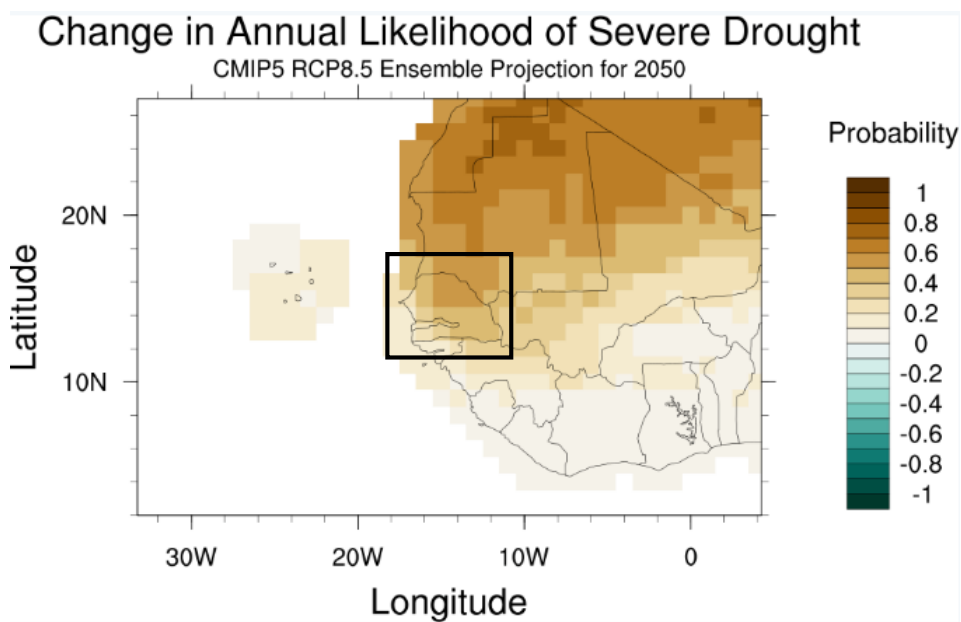 Change in Annual Likelihood of Severe Drought
CMIP5 RCP8.5 Ensemble Projection for 2050
Probability
1
0.8
0.6
0.4
0.2
0
-0.2
-0.4
-0.6
-0.8
-1
Latitude
20N
10N
30W 20W 10W 0
Longitude